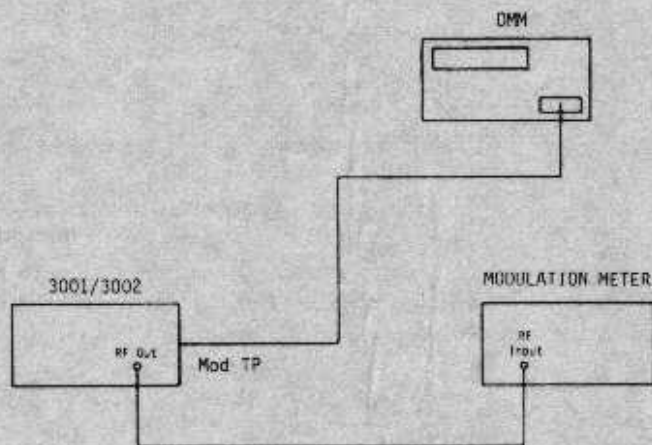 DMM
3001/3002
MODULATION METER
RF Out
RF
Input
Mod TP